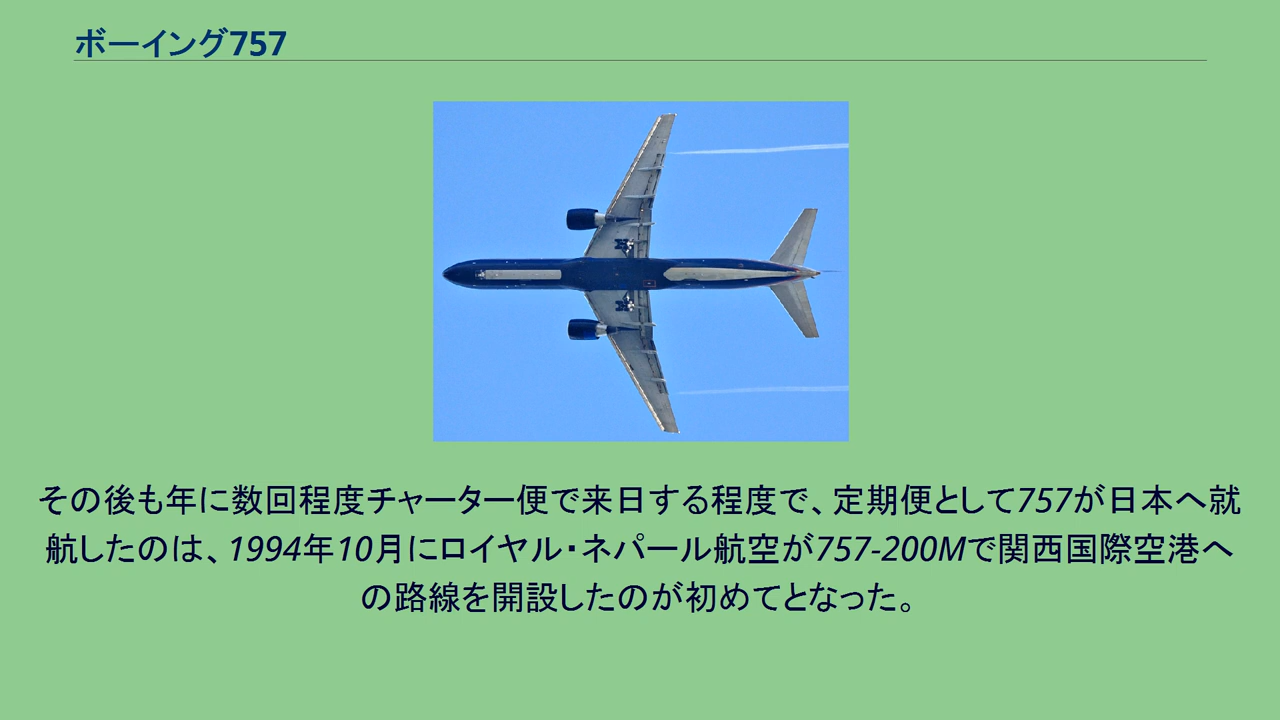 ボーイング757
その後も年に数回程度チャーター便で来日する程度で、定期便として757が日本へ就
航したのは、1994年10月にロイヤル・ネパール航空が757-200Mで関西国際空港へ
の路線を開設したのが初めてとなった。